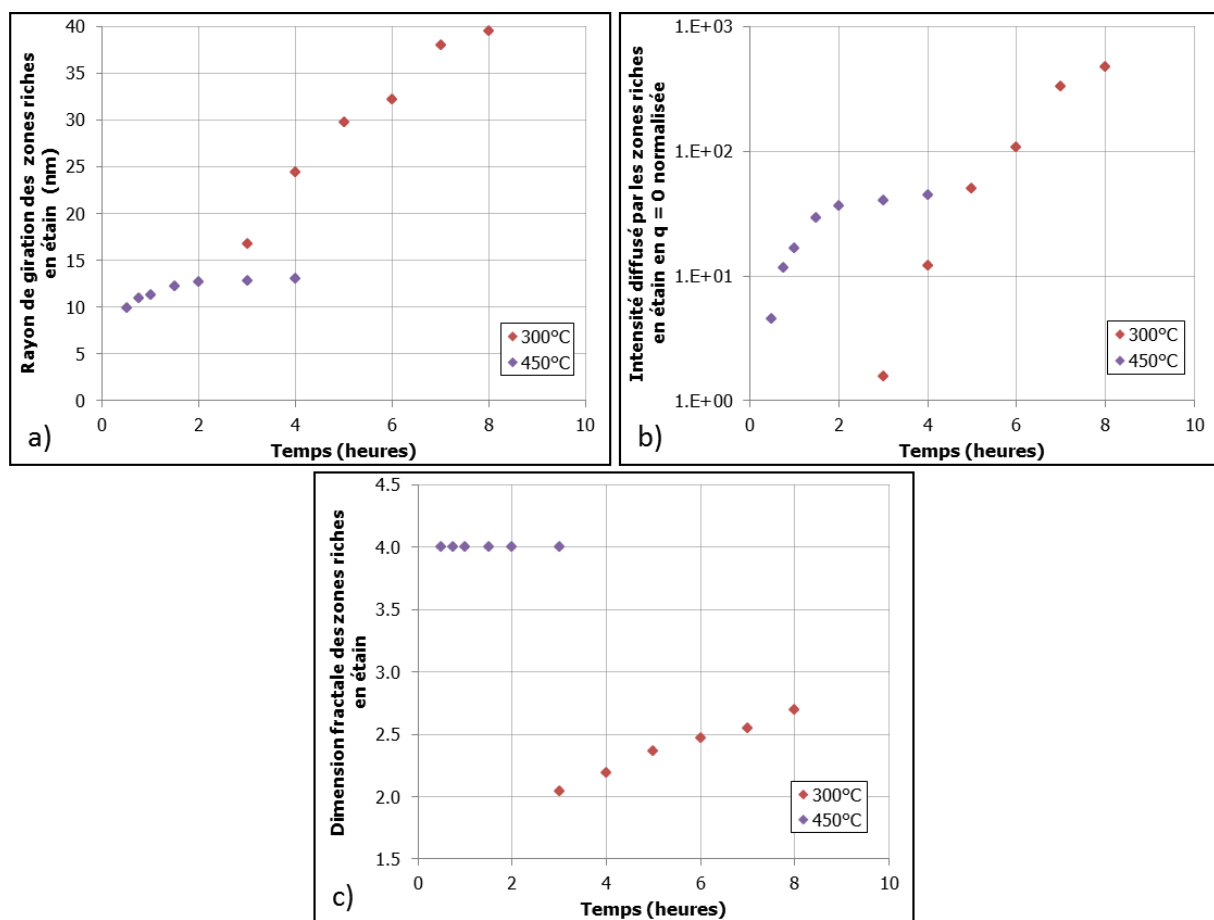 Rayon de giration des zones riches
en étain (nm)
40
35
30
25
20
15
10
5
0
0 2 4 6 8 10
Temps (heures)
300°C
450°C
a)
Intensité diffusé par les zones riches
en étain en q = 0 normalisée
1.E+03
1.E+02
1.E+01
1.E+00
0 2 4 6 8 10
Temps (heures)
300°C
450°C
b)
Dimension fractale des zones riches
en étain
4.5
4.0
3.5
3.0
2.5
2.0
1.5
0 2 4 6 8 10
Temps (heures)
300°C
450°C
c)